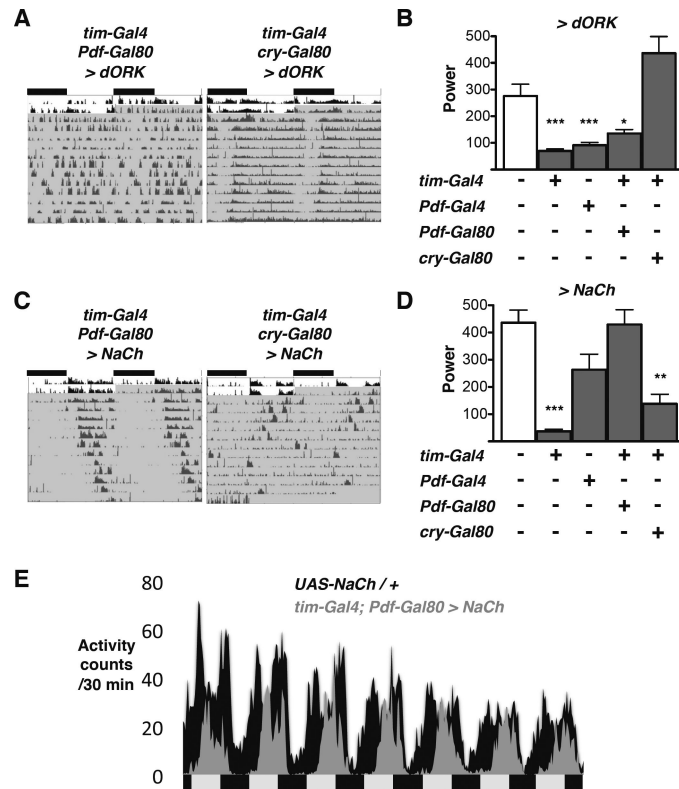 A
tim-Gal4
Pdf-Gal80
> dORK
tim-Gal4
cry-Gal80
> dORK
B
> dORK
Power
500
400
300
200
100
***
***
*
tim-Gal4 - + - + +
Pdf-Gal4 - - + - -
Pdf-Gal80 - - - + -
cry-Gal80 - - - - +
C
tim-Gal4
Pdf-Gal80
> NaCh
tim-Gal4
cry-Gal80
> NaCh
D
> NaCh
Power
500
400
300
200
100
***
**
tim-Gal4 - + - + +
Pdf-Gal4 - - + - -
Pdf-Gal80 - - - + -
cry-Gal80 - - - - +
E
Activity
counts
/30 min
80
60
40
20
0
UAS-NaCh / +
tim-Gal4; Pdf-Gal80 > NaCh